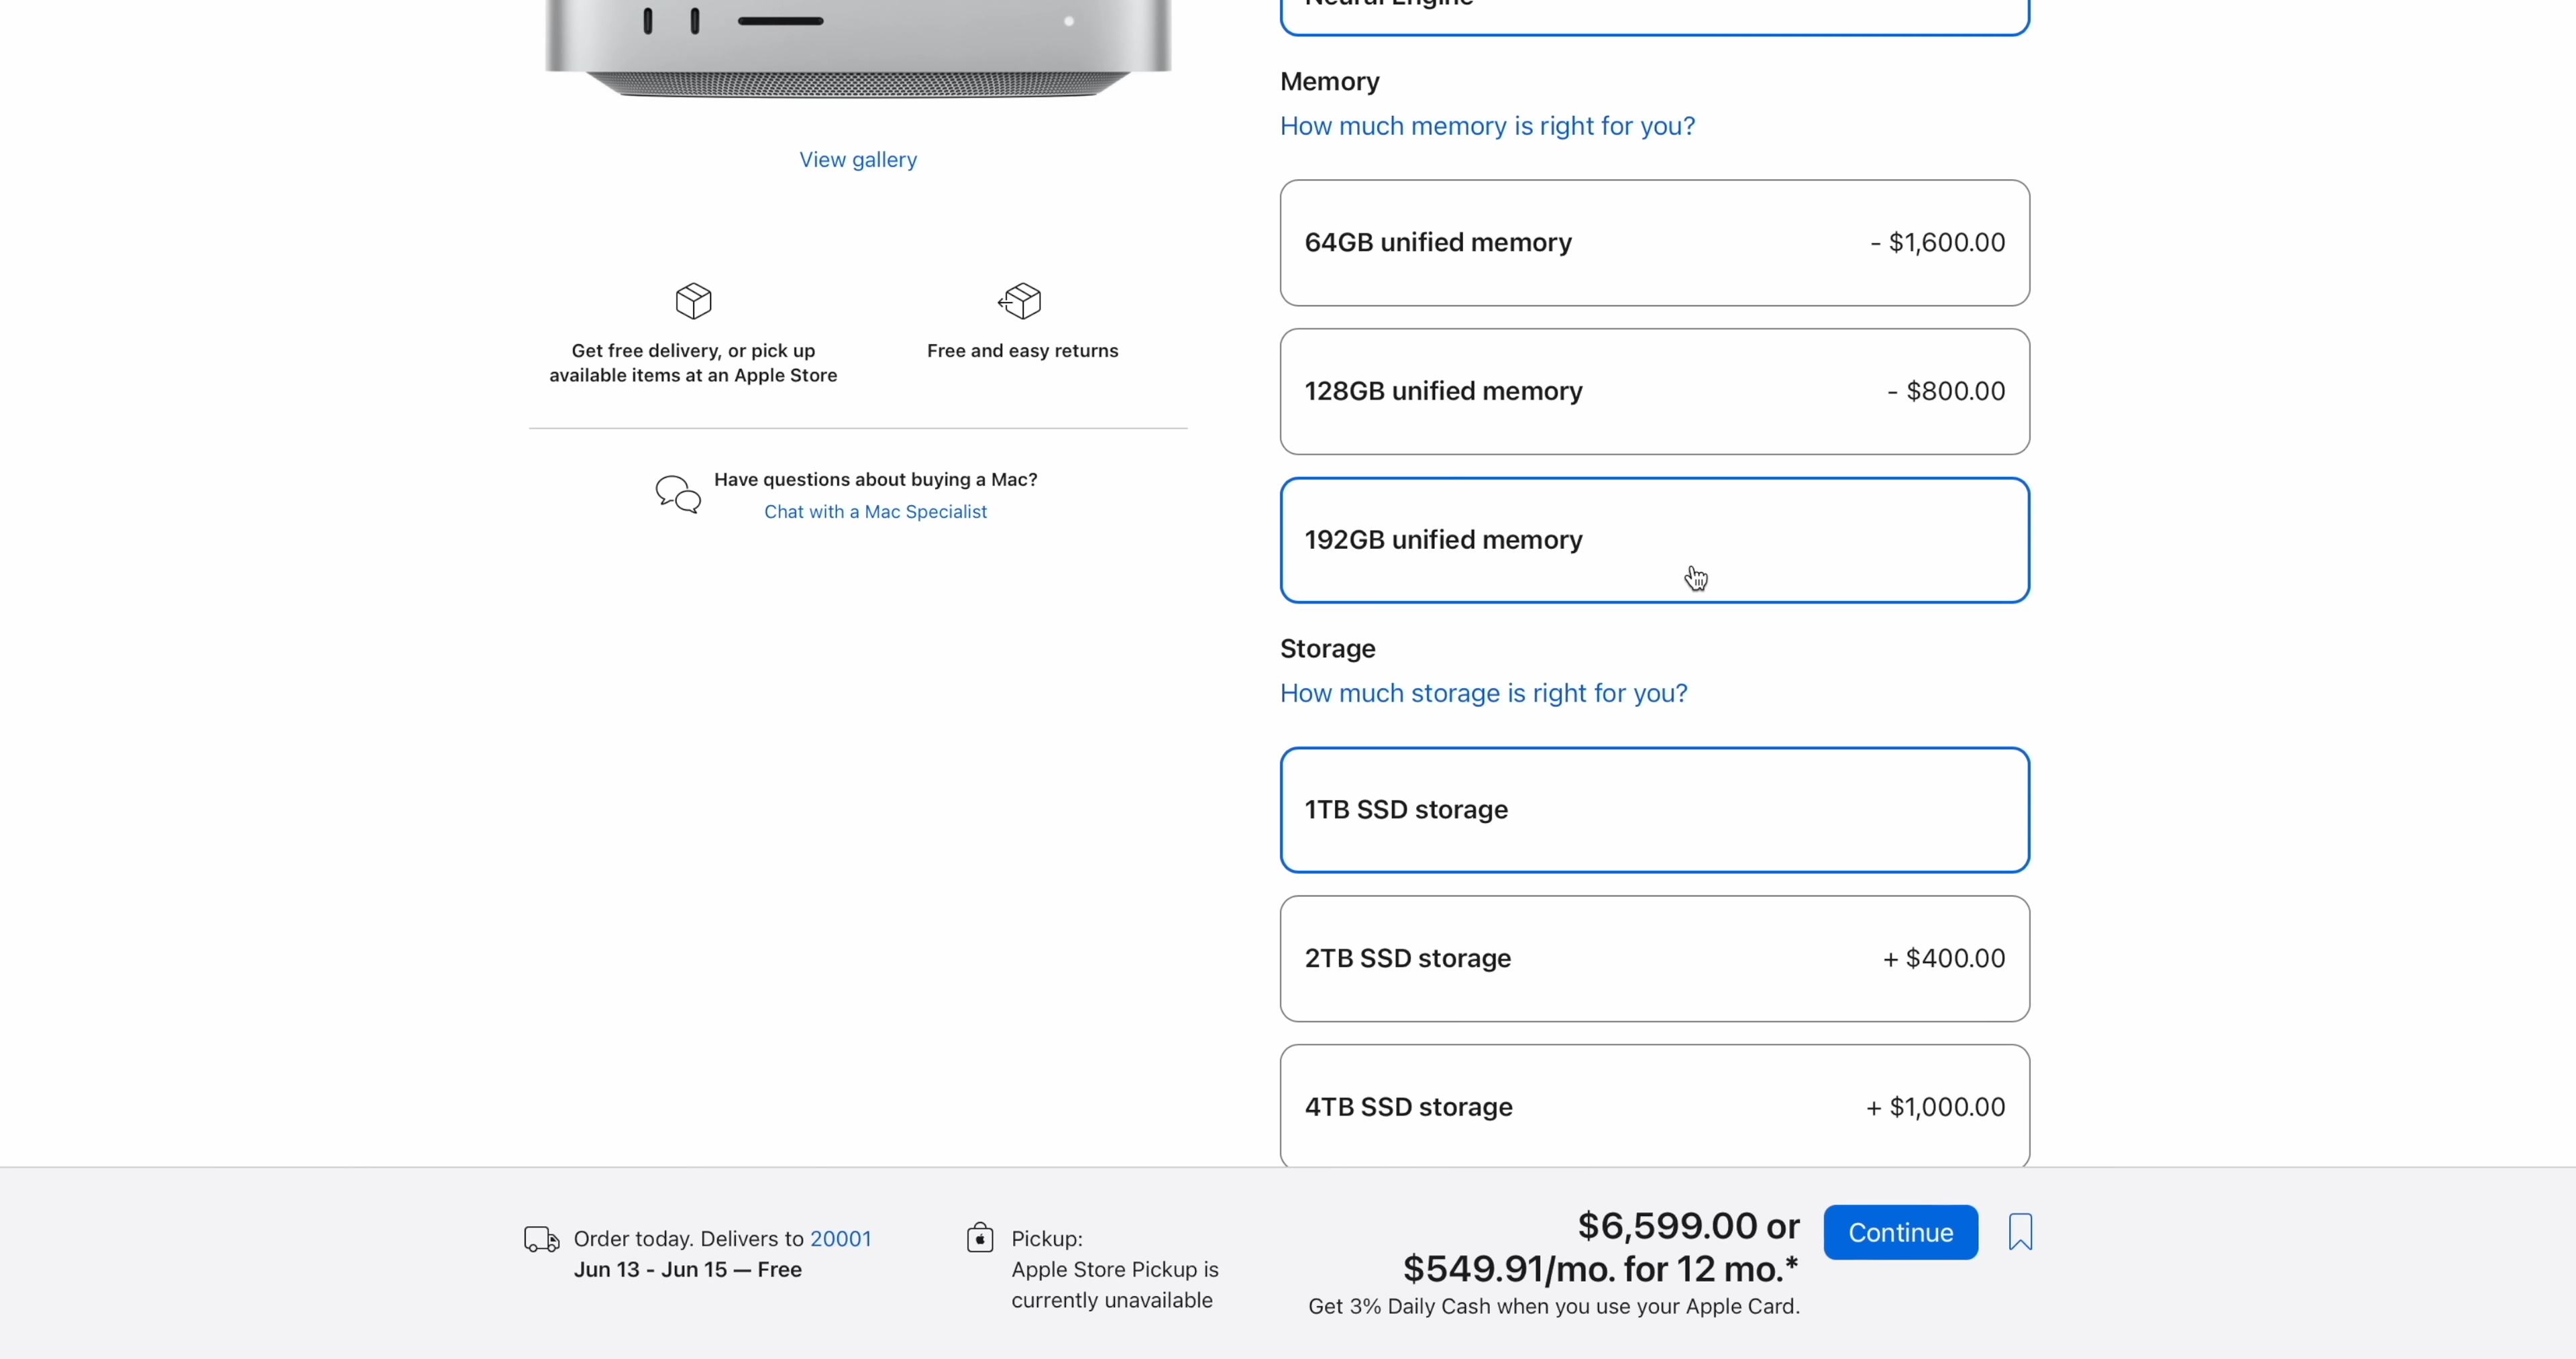 Neural Engine
Memory
How much memory is right for you?
View gallery
64GB unified memory - $1,600.00
Get free delivery, or pick up
available items at an Apple Store
Free and easy returns
128GB unified memory - $800.00
Have questions about buying a Mac?
Chat with a Mac Specialist
192GB unified memory
Storage
How much storage is right for you?
1TB SSD storage
2TB SSD storage + $400.00
4TB SSD storage + $1,000.00
Order today. Delivers to 20001
Jun 13 - Jun 15 — Free
Pickup:
Apple Store Pickup is
currently unavailable
$6,599.00 or
$549.91/mo. for 12 mo.*
Get 3% Daily Cash when you use your Apple Card.
Continue